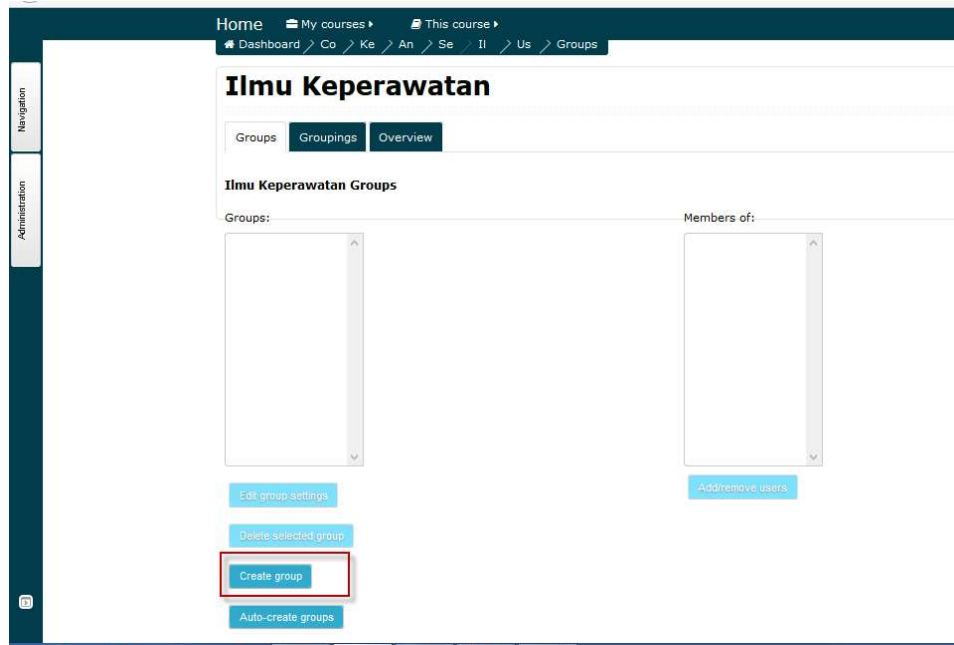 Home My courses This course
Dashboard Co Ke An Se Il Us Groups
Navigation
Administration
Ilmu Keperawatan
Groups Groupings Overview
Ilmu Keperawatan Groups
Groups: Members of:
Edit group settings Add/remove users
Delete selected group
Create group
Auto-create groups